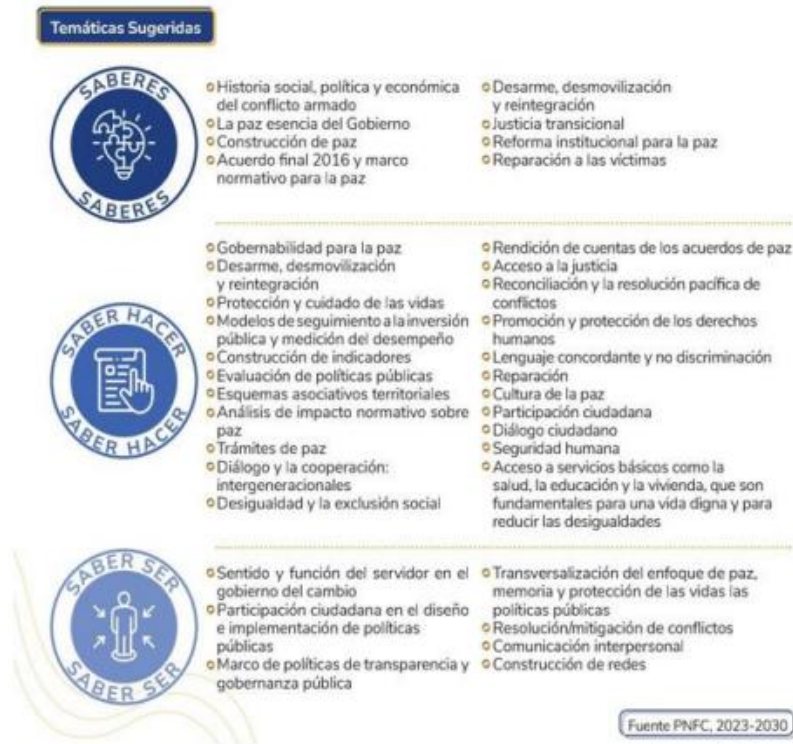 Temáticas Sugeridas
SABERES
SABERES
Historia social, política y económica
del conflicto armado
La paz esencia del Gobierno
Construcción de paz
Acuerdo final 2016 y marco
normativo para la paz
Desarme, desmovilización
y reintegración
Justicia transicional
Reforma institucional para la paz
Reparación a las víctimas
SABER HACER
SABER HACER
Gobernabilidad para la paz
Desarme, desmovilización
y reintegración
Protección y cuidado de las vidas
Modelos de seguimiento a la inversión
pública y medición del desempeño
Construcción de indicadores
Evaluación de políticas públicas
Esquemas asociativos territoriales
Análisis de impacto normativo sobre
paz
Trámites de paz
Diálogo y la cooperación:
intergeneracionales
Desigualdad y la exclusión social
Rendición de cuentas de los acuerdos de paz
Acceso a la justicia
Reconciliación y la resolución pacífica de
conflictos
Promoción y protección de los derechos
humanos
Lenguaje concordante y no discriminación
Reparación
Cultura de la paz
Participación ciudadana
Diálogo ciudadano
Seguridad humana
Acceso a servicios básicos como la
salud, la educación y la vivienda, que son
fundamentales para una vida digna y para
reducir las desigualdades
SABER SER
SABER SER
Sentido y función del servidor en el
gobierno del cambio
Participación ciudadana en el diseño
e implementación de políticas
públicas
Marco de políticas de transparencia y
gobernanza pública
Transversalización del enfoque de paz,
memoria y protección de las vidas las
políticas públicas
Resolución/mitigación de conflictos
Comunicación interpersonal
Construcción de redes
Fuente PNFC, 2023-2030